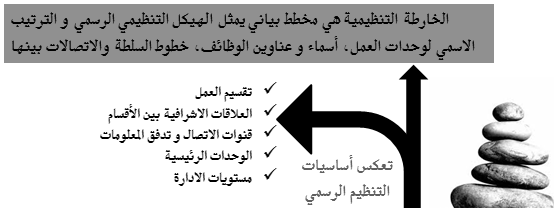 الخارطة التنظيمية هي مخطط بياني يمثل الهيكل التنظيمي الرسمي و الترتيب
الاسمي لوحدات العمل، أسماء و عناوين الوظائف، خطوط السلطة والاتصالات بينها
✓ تقسيم العمل
✓ العلاقات الاشرافية بين الأقسام
✓ قنوات الاتصال و تدفق المعلومات
✓ الوحدات الرئيسية
✓ مستويات الادارة
تعكس أساسيات
التنظيم الرسمي